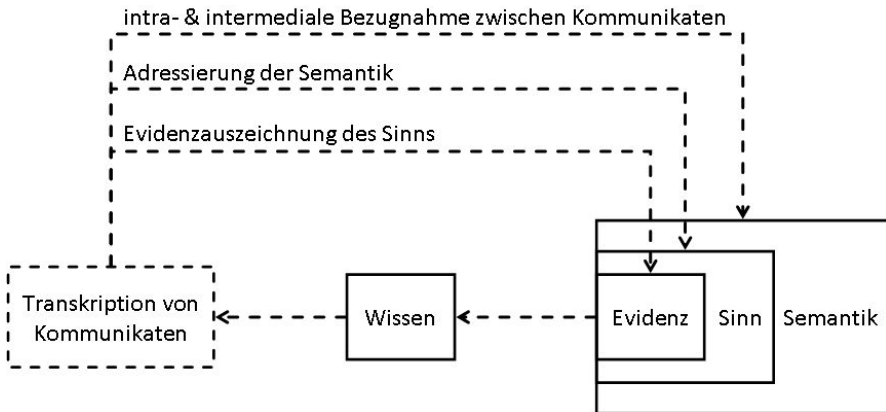 intra- & intermediale Bezugnahme zwischen Kommunikaten
Adressierung der Semantik
Evidenzauszeichnung des Sinns
Transkription von
Kommunikaten
Wissen
Evidenz
Sinn
Semantik